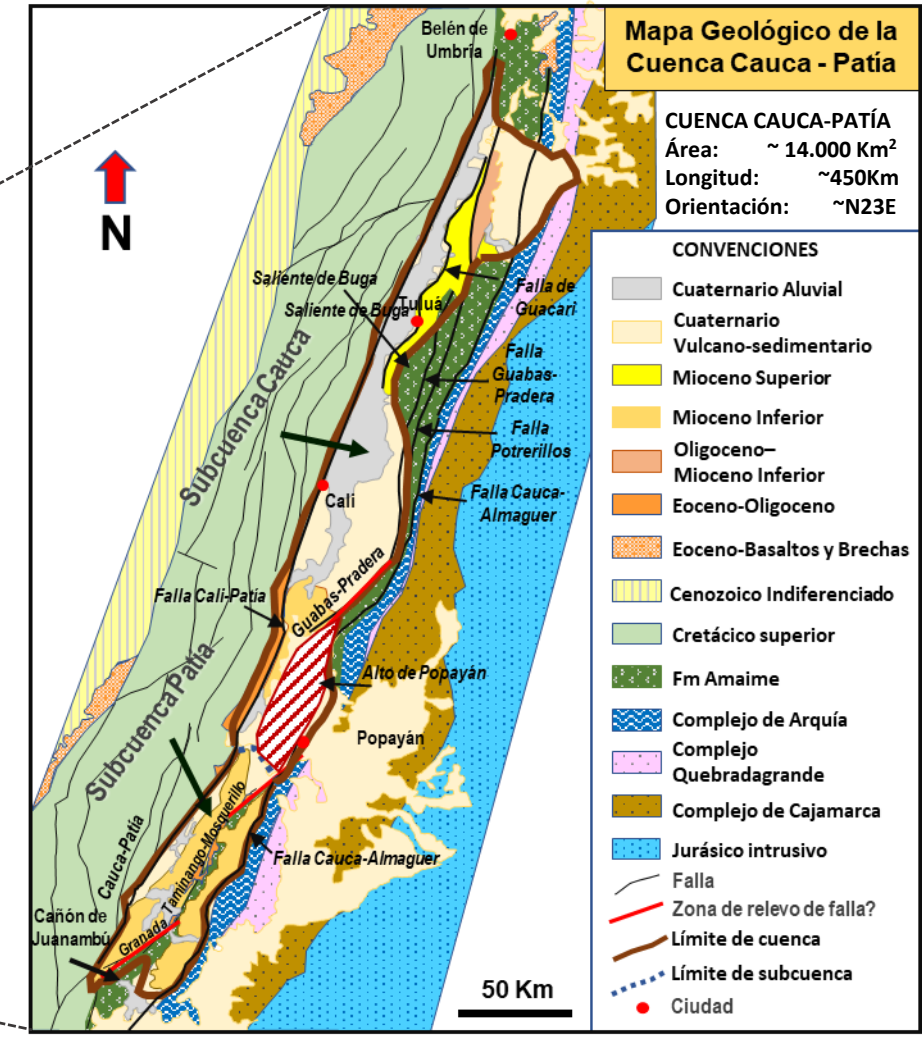 Mapa Geológico de la
Cuenca Cauca - Patía
CUENCA CAUCA-PATÍA
Área: ~ 14.000 Km²
Longitud: ~450Km
Orientación: ~N23E
N
Belén de
Umbría
Saliente de Buga
Saliente de Buga
Tuluá
Falla de
Guacarí
Falla
Guabas-
Pradera
Falla
Potrerillos
Falla Cauca-
Almaguer
Subcuenca Cauca
Cali
Falla Cali-Patía
Guabas-Pradera
Alto de Popayán
Popayán
Subcuenca Patía
Cauca-Patía
Taminango-Mosquerillo
Falla Cauca-Almaguer
Cañón de
Juanambú
Granada
50 Km
CONVENCIONES
Cuaternario Aluvial
Cuaternario
Vulcano-sedimentario
Mioceno Superior
Mioceno Inferior
Oligoceno–
Mioceno Inferior
Eoceno-Oligoceno
Eoceno-Basaltos y Brechas
Cenozoico Indiferenciado
Cretácico superior
Fm Amaime
Complejo de Arquía
Complejo
Quebradagrande
Complejo de Cajamarca
Jurásico intrusivo
Falla
Zona de relevo de falla?
Límite de cuenca
Límite de subcuenca
Ciudad